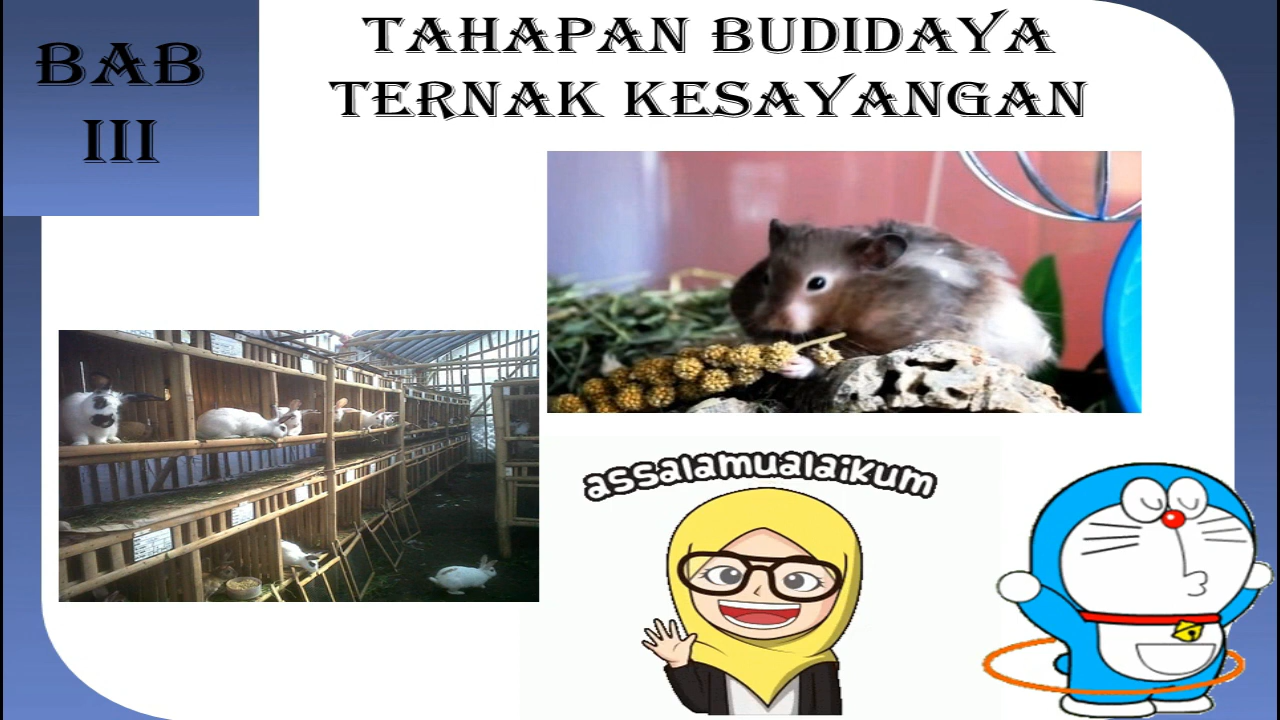 BAB
III
TAHAPAN BUDIDAYA
TERNAK KESAYANGAN
assalamualaikum